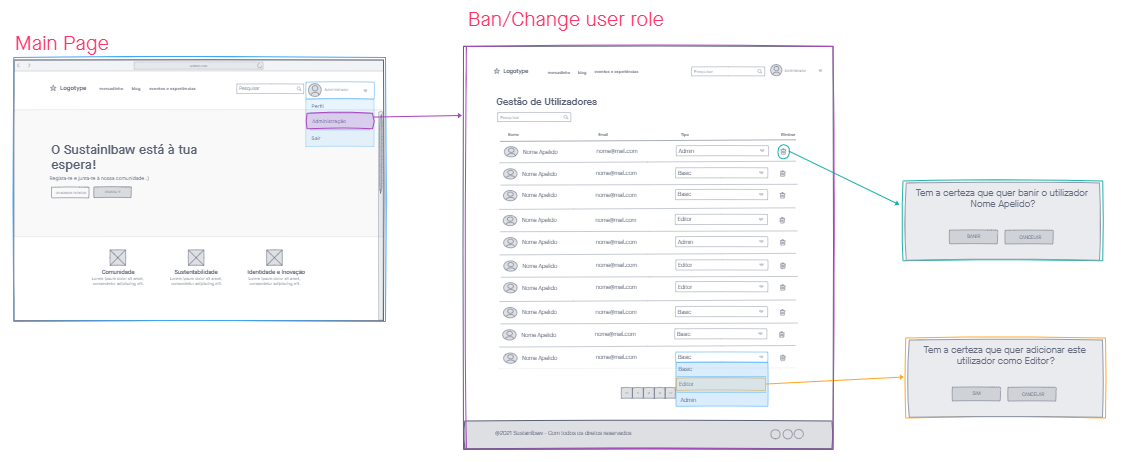 Ban/Change user role
Main Page
Logotype
mercadinho blog eventos e experiências
Pesquisar
Perfil
Administração
Sair
O SustainIbaw está à tua
espera!
Regista-te e junta-te à nossa comunidade ;)
Comunidade
Lorem ipsum dolor sit amet,
consectetur adipiscing elit.
Sustentabilidade
Lorem ipsum dolor sit amet,
consectetur adipiscing elit.
Identidade e Inovação
Lorem ipsum dolor sit amet,
consectetur adipiscing elit.
Logotype
mercadinho blog eventos e experiências
Pesquisar
Gestão de Utilizadores
Pesquisar
Nome Email Tipo Eliminar
Nome Apelido nome@mail.com Admin
Nome Apelido nome@mail.com Basic
Nome Apelido nome@mail.com Basic
Nome Apelido nome@mail.com Editor
Nome Apelido nome@mail.com Admin
Nome Apelido nome@mail.com Editor
Nome Apelido nome@mail.com Editor
Nome Apelido nome@mail.com Basic
Nome Apelido nome@mail.com Basic
Nome Apelido nome@mail.com Basic
Basic
Editor
Admin
@2021 SustainIbaw - Com todos os direitos reservados
Tem a certeza que quer banir o utilizador
Nome Apelido?
BANIR CANCELAR
Tem a certeza que quer adicionar este
utilizador como Editor?
SIM CANCELAR